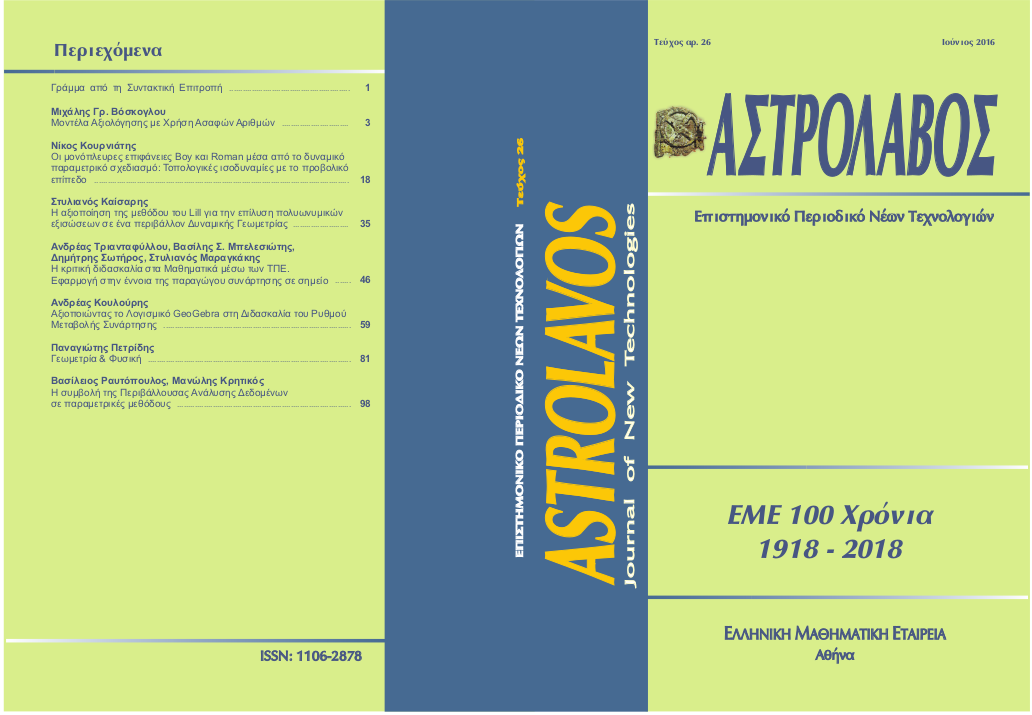 Περιεχόμενα
Γράμμα από τη Συντακτική Επιτροπή ........ 1
Μιχάλης Γρ. Βόσκογλου
Μοντέλα Αξιολόγησης με Χρήση Ασαφών Αριθμών ........ 3
Νίκος Κουρνιάτης
Οι μονόπλευρες επιφάνειες Boy και Roman μέσα από το δυναμικό
παραμετρικό σχεδιασμό: Τοπολογικές ισοδυναμίες με το προβολικό
επίπεδο ........ 18
Στυλιανός Καίσαρης
Η αξιοποίηση της μεθόδου του Lill για την επίλυση πολυωνυμικών
εξισώσεων σε ένα περιβάλλον Δυναμικής Γεωμετρίας ........ 35
Ανδρέας Τριανταφύλλου, Βασίλης Σ. Μπελεσιώτης,
Δημήτρης Σωτήρος, Στυλιανός Μαραγκάκης
Η κριτική διδασκαλία στα Μαθηματικά μέσω των ΤΠΕ.
Εφαρμογή στην έννοια της παραγώγου συνάρτησης σε σημείο ...... 46
Ανδρέας Κουλούρης
Αξιοποιώντας το Λογισμικό GeoGebra στη Διδασκαλία του Ρυθμού
Μεταβολής Συνάρτησης ........ 59
Παναγιώτης Πετρίδης
Γεωμετρία & Φυσική ........ 81
Βασίλειος Ραυτόπουλος, Μανώλης Κρητικός
Η συμβολή της Περιβάλλουσας Ανάλυσης Δεδομένων
σε παραμετρικές μεθόδους ........ 98
ISSN: 1106-2878
ΕΠΙΣΤΗΜΟΝΙΚΟ ΠΕΡΙΟΔΙΚΟ ΝΕΩΝ ΤΕΧΝΟΛΟΓΙΩΝ Τεύχος 26
ASTROLAVOS
Journal of New Technologies
Τεύχος αρ. 26 Ιούνιος 2016
ΑΣΤΡΟΛΑΒΟΣ
Επιστημονικό Περιοδικό Νέων Τεχνολογιών
ΕΜΕ 100 Χρόνια
1918 - 2018
ΕΛΛΗΝΙΚΗ ΜΑΘΗΜΑΤΙΚΗ ΕΤΑΙΡΕΙΑ
Αθήνα